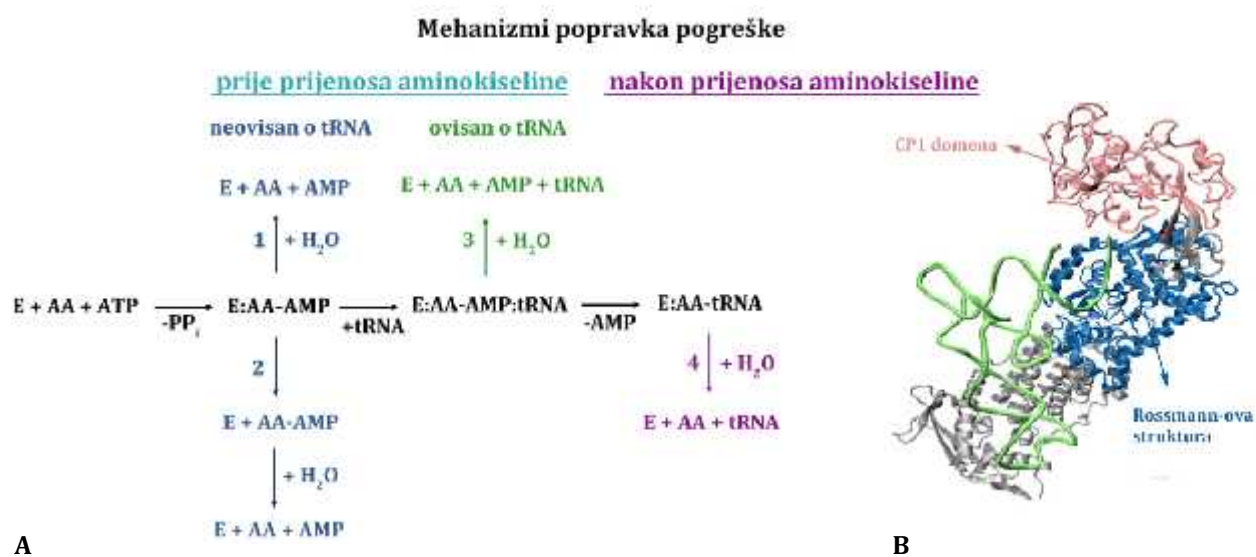 Mehanizmi popravka pogreške
prije prijenosa aminokiseline nakon prijenosa aminokiseline
neovisan o tRNA ovisan o tRNA
E + AA + AMP E + AA + AMP + tRNA
1 + H₂O 3 + H₂O
E + AA + ATP -PPᵢ E:AA-AMP +tRNA E:AA-AMP:tRNA -AMP E:AA-tRNA
2 4 + H₂O
E + AA-AMP E + AA + tRNA
+ H₂O
E + AA + AMP
A
CP1 domena
Rossmann-ova
struktura
B